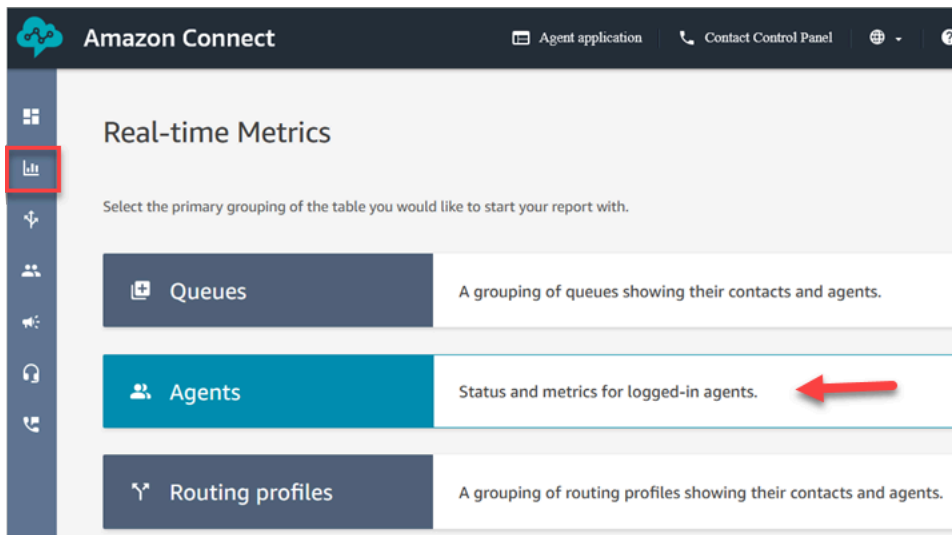 Amazon Connect
Agent application
Contact Control Panel
Real-time Metrics
Select the primary grouping of the table you would like to start your report with.
Queues
A grouping of queues showing their contacts and agents.
Agents
Status and metrics for logged-in agents.
Routing profiles
A grouping of routing profiles showing their contacts and agents.